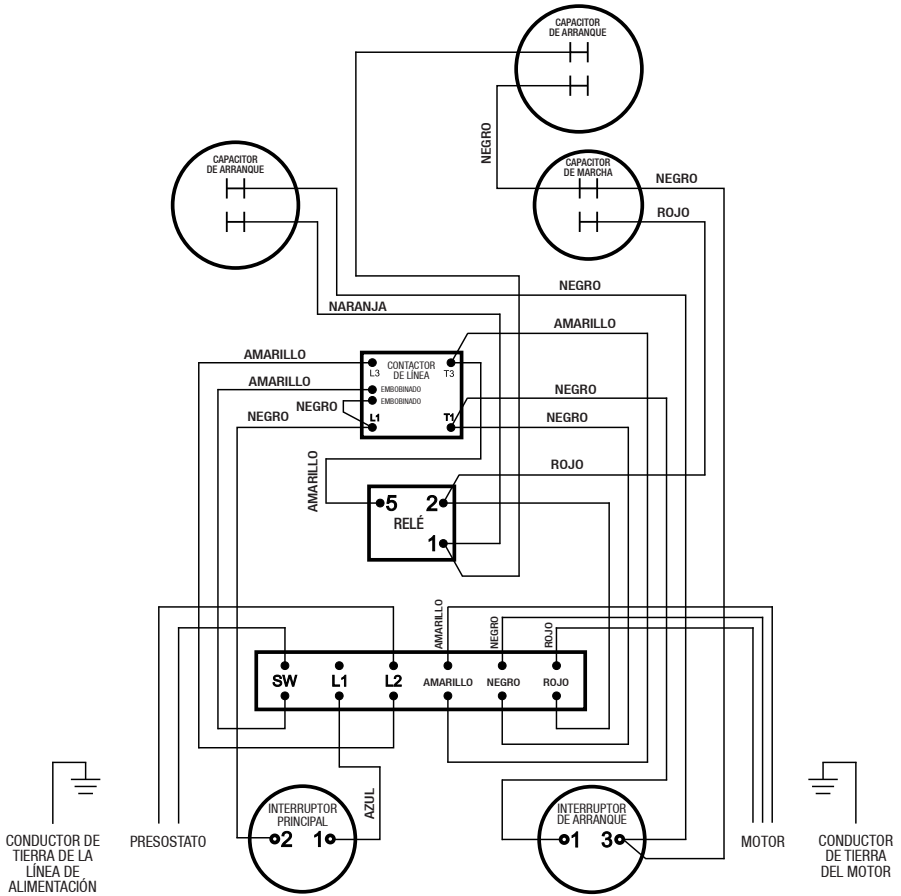 CAPACITOR
DE ARRANQUE
NEGRO
CAPACITOR
DE ARRANQUE
CAPACITOR
DE MARCHA
NEGRO
ROJO
NEGRO
NARANJA
AMARILLO
AMARILLO
CONTACTOR
DE LÍNEA
L3
T3
AMARILLO
EMBOBINADO
EMBOBINADO
NEGRO
NEGRO
NEGRO
L1
T1
NEGRO
AMARILLO
ROJO
5
2
RELÉ
1
AMARILLO
NEGRO
ROJO
SW
L1
L2
AMARILLO
NEGRO
ROJO
AZUL
INTERRUPTOR
PRINCIPAL
2
1
INTERRUPTOR
DE ARRANQUE
1
3
CONDUCTOR DE
TIERRA DE LA
LÍNEA DE
ALIMENTACIÓN
PRESOSTATO
MOTOR
CONDUCTOR
DE TIERRA
DEL MOTOR